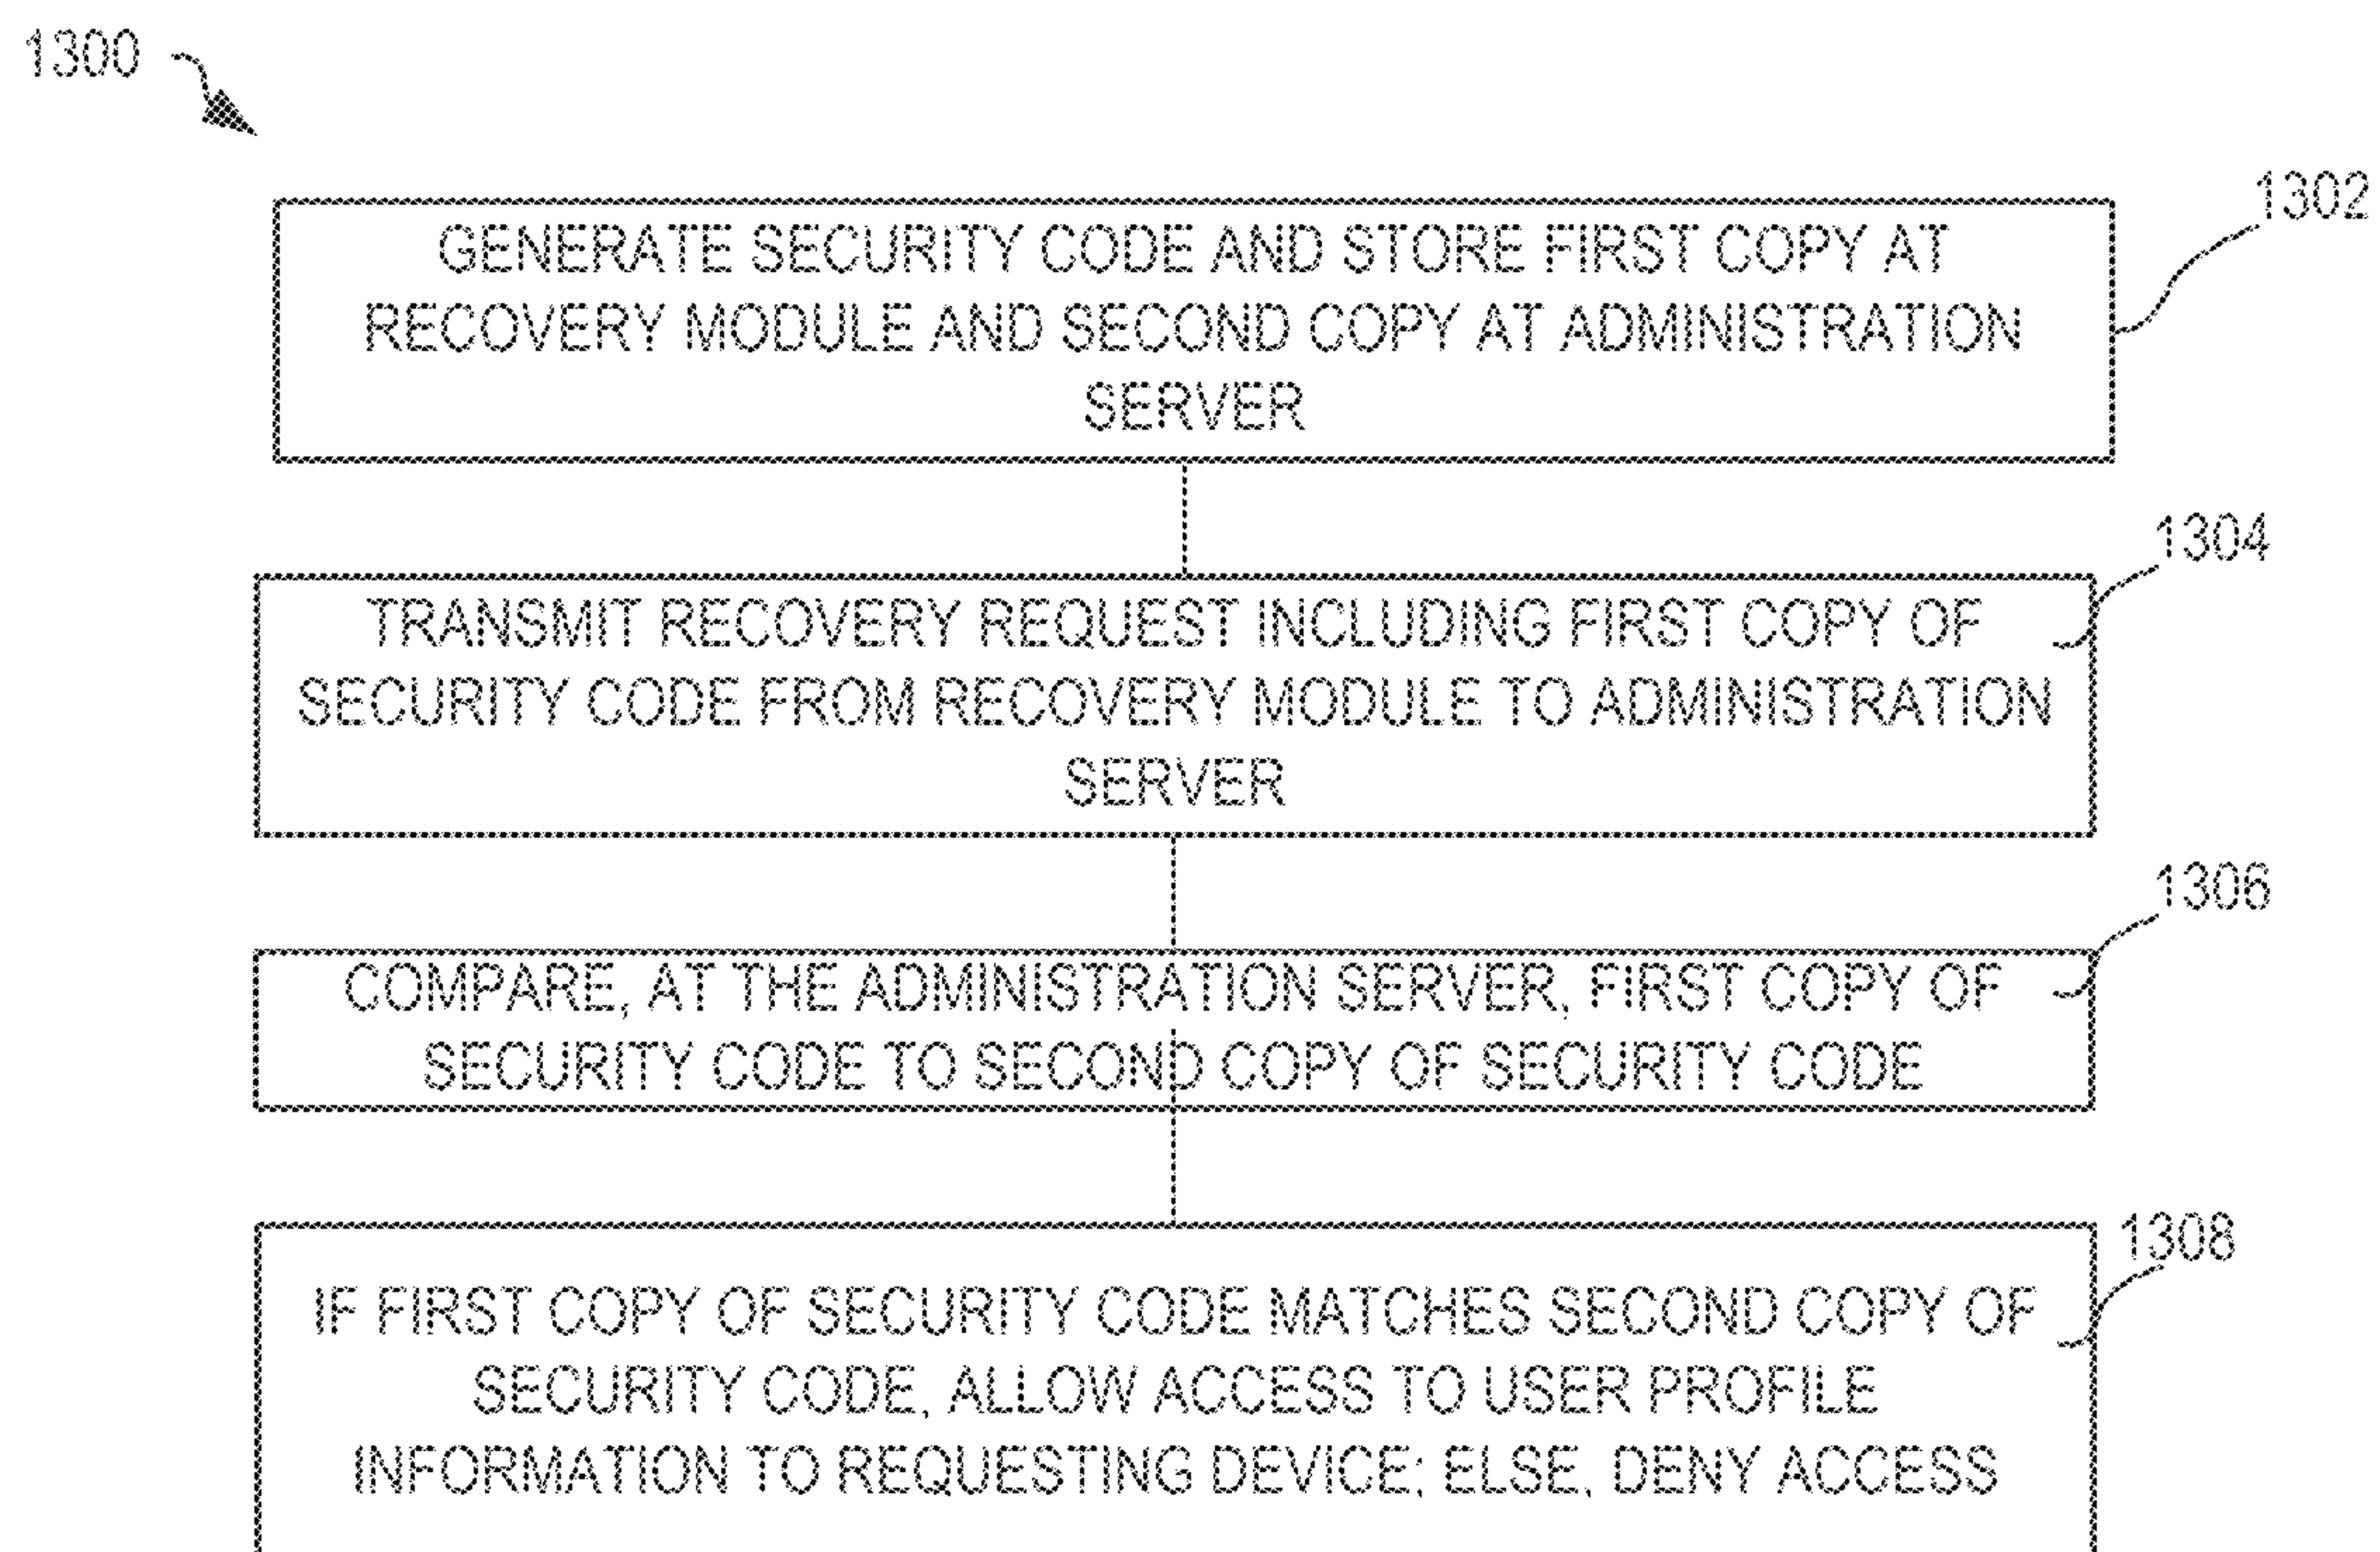 1300
1302
GENERATE SECURITY CODE AND STORE FIRST COPY AT
RECOVERY MODULE AND SECOND COPY AT ADMINISTRATION
SERVER
1304
TRANSMIT RECOVERY REQUEST INCLUDING FIRST COPY OF
SECURITY CODE FROM RECOVERY MODULE TO ADMINISTRATION
SERVER
1306
COMPARE, AT THE ADMINISTRATION SERVER, FIRST COPY OF
SECURITY CODE TO SECOND COPY OF SECURITY CODE
1308
IF FIRST COPY OF SECURITY CODE MATCHES SECOND COPY OF
SECURITY CODE, ALLOW ACCESS TO USER PROFILE
INFORMATION TO REQUESTING DEVICE; ELSE, DENY ACCESS